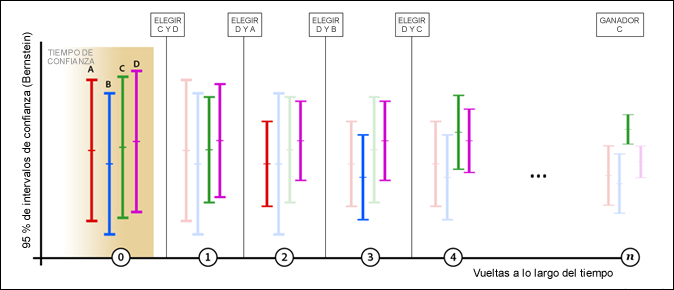 ELEGIR
C Y D
ELEGIR
D Y A
ELEGIR
D Y B
ELEGIR
D Y C
GANADOR
C
TIEMPO DE
CONFIANZA
A
B
C
D
95 % de intervalos de confianza (Bernstein)
...
0
1
2
3
4
n
Vueltas a lo largo del tiempo